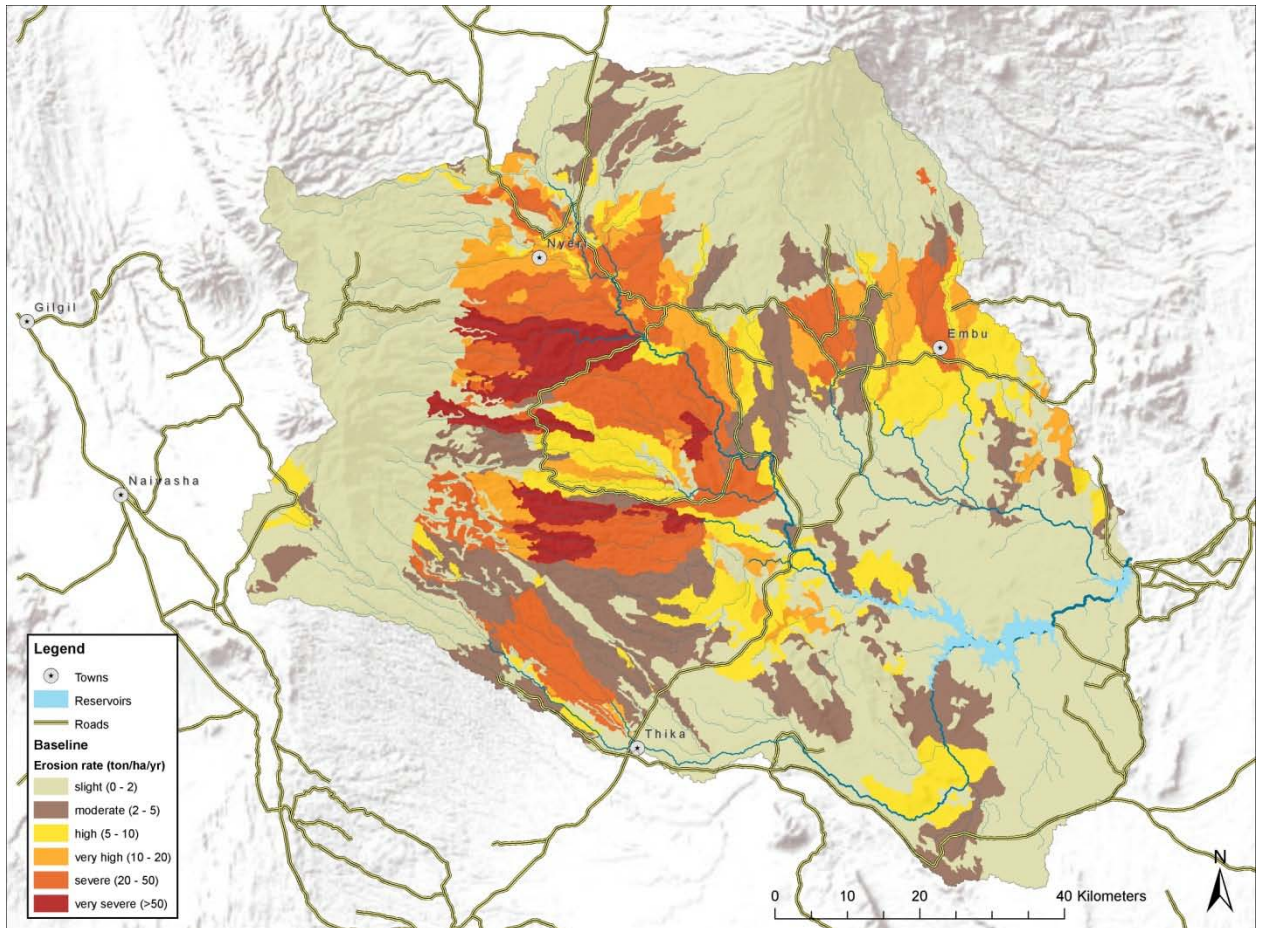 Nyeri
Gilgil
Embu
Naivasha
Thika
Legend
Towns
Reservoirs
Roads
Baseline
Erosion rate (ton/ha/yr)
slight (0 - 2)
moderate (2 - 5)
high (5 - 10)
very high (10 - 20)
severe (20 - 50)
very severe (>50)
N
0 10 20 40 Kilometers